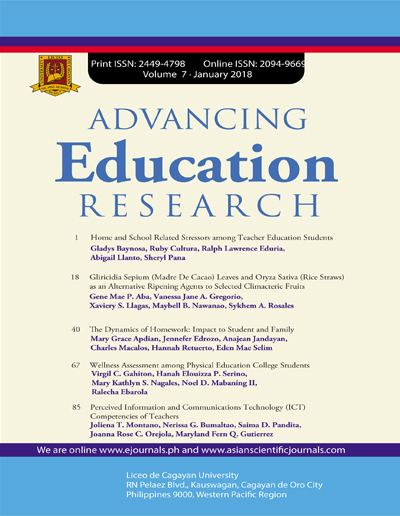 Print ISSN: 2449-4798 Online ISSN: 2094-9669
Volume 7 · January 2018
ADVANCING
Education
RESEARCH
1 Home and School Related Stressors among Teacher Education Students
Gladys Baynosa, Ruby Cultura, Ralph Lawrence Eduria,
Abigail Llanto, Sheryl Pana
18 Gliricidia Sepium (Madre De Cacao) Leaves and Oryza Sativa (Rice Straws)
as an Alternative Ripening Agents to Selected Climacteric Fruits
Gene Mae P. Aba, Vanessa Jane A. Gregorio,
Xaviery S. Llagas, Maybell B. Nawanao, Sykhem A. Rosales
40 The Dynamics of Homework: Impact to Student and Family
Mary Grace Apdian, Jennefer Edrozo, Anajean Jandayan,
Charles Macalos, Hannah Retuerto, Eden Mae Selim
67 Wellness Assessment among Physical Education College Students
Virgil C. Gahiton, Hanah Elouizza P. Serino,
Mary Kathlyn S. Nagales, Noel D. Mabaning II,
Ralecha Ebarola
85 Perceived Information and Communications Technology (ICT)
Competencies of Teachers
Joliena T. Montano, Nerissa G. Bumaltao, Saima D. Pandita,
Joanna Rose C. Orejola, Maryland Fern Q. Gutierrez
We are online www.ejournals.ph and www.asianscientificjournals.com
Liceo de Cagayan University
RN Pelaez Blvd., Kauswagan, Cagayan de Oro City
Philippines 9000, Western Pacific Region